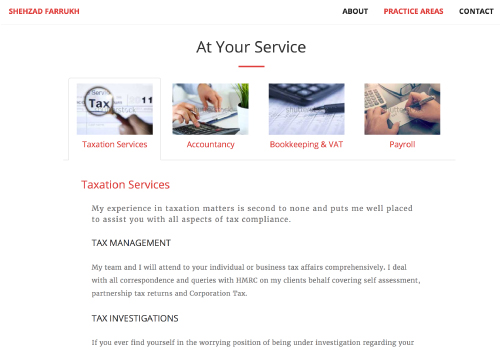 SHEHZAD FARRUKH
ABOUT PRACTICE AREAS CONTACT
At Your Service
Tax
Taxation Services Accountancy Bookkeeping & VAT Payroll
Taxation Services
My experience in taxation matters is second to none and puts me well placed
to assist you with all aspects of tax compliance.
TAX MANAGEMENT
My team and I will attend to your individual or business tax affairs comprehensively. I deal
with all correspondence and queries with HMRC on my clients behalf covering self assessment,
partnership tax returns and Corporation Tax.
TAX INVESTIGATIONS
If you ever find yourself in the worrying position of being under investigation regarding your